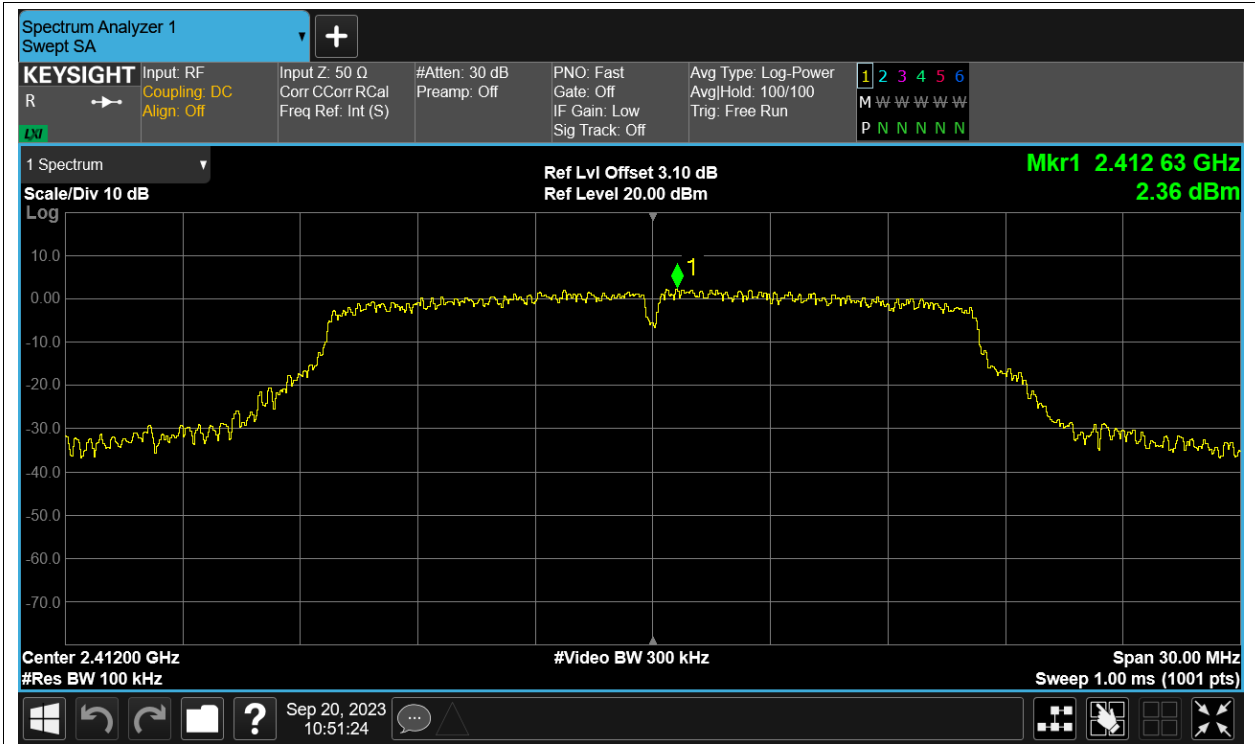 Spectrum Analyzer 1
Swept SA
+
KEYSIGHT
R
LXI
Input: RF
Coupling: DC
Align: Off
Input Z: 50 Ω
Corr CCorr RCal
Freq Ref: Int (S)
#Atten: 30 dB
Preamp: Off
PNO: Fast
Gate: Off
IF Gain: Low
Sig Track: Off
Avg Type: Log-Power
Avg|Hold: 100/100
Trig: Free Run
1 2 3 4 5 6
M W W W W W
P N N N N N
1 Spectrum
Scale/Div 10 dB
Log
Ref Lvl Offset 3.10 dB
Ref Level 20.00 dBm
Mkr1 2.412 63 GHz
2.36 dBm
1
10.0
0.00
-10.0
-20.0
-30.0
-40.0
-50.0
-60.0
-70.0
Center 2.41200 GHz
#Res BW 100 kHz
#Video BW 300 kHz
Span 30.00 MHz
Sweep 1.00 ms (1001 pts)
?
Sep 20, 2023
10:51:24